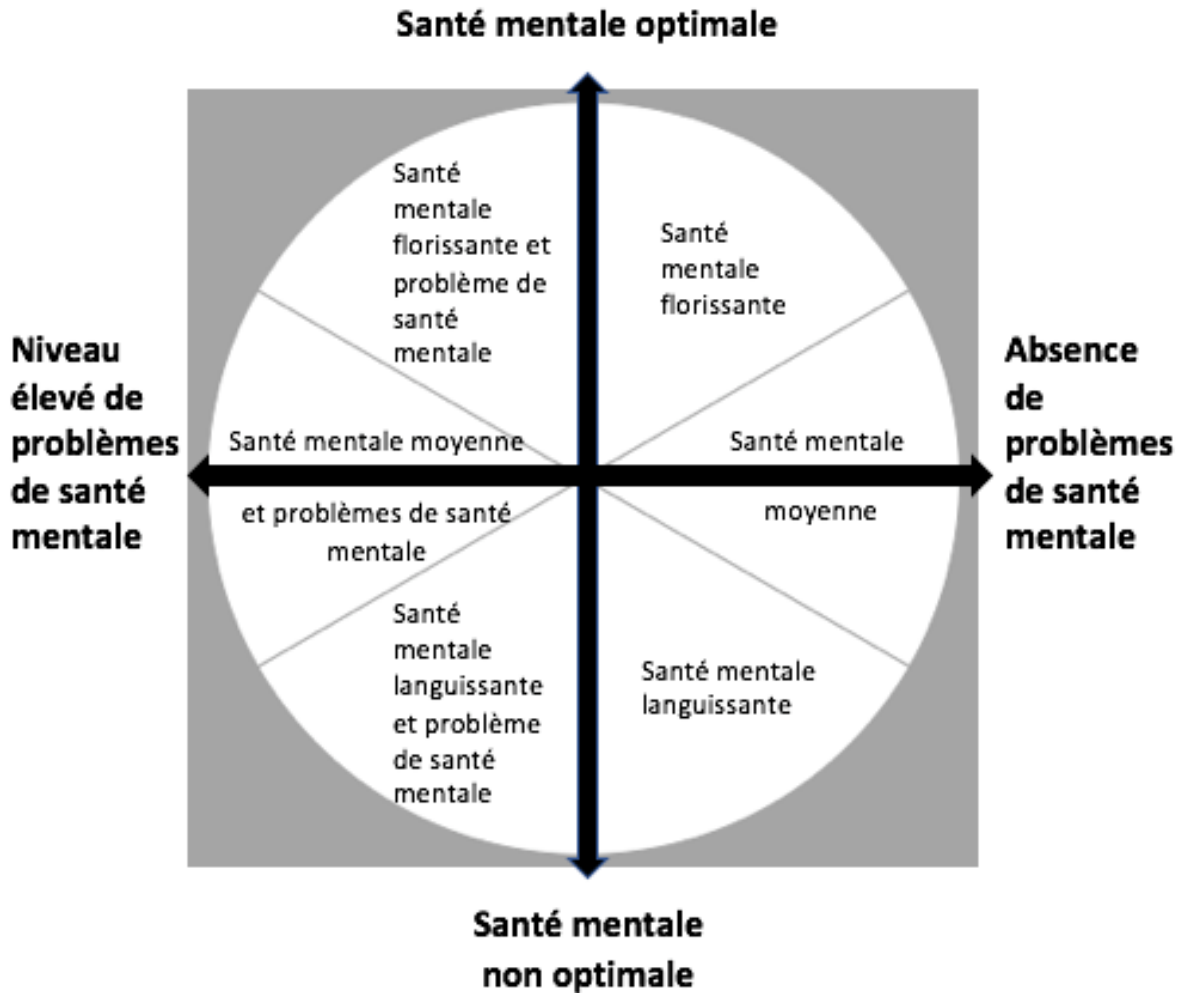 Santé mentale optimale
Santé
mentale
florissante et
problème de
santé
mentale
Santé
mentale
florissante
Niveau
élevé de
problèmes
de santé
mentale
Absence
de
problèmes
de santé
mentale
Santé mentale moyenne
et problèmes de santé
mentale
Santé mentale
moyenne
Santé
mentale
languissante
et problème
de santé
mentale
Santé mentale
languissante
Santé mentale
non optimale